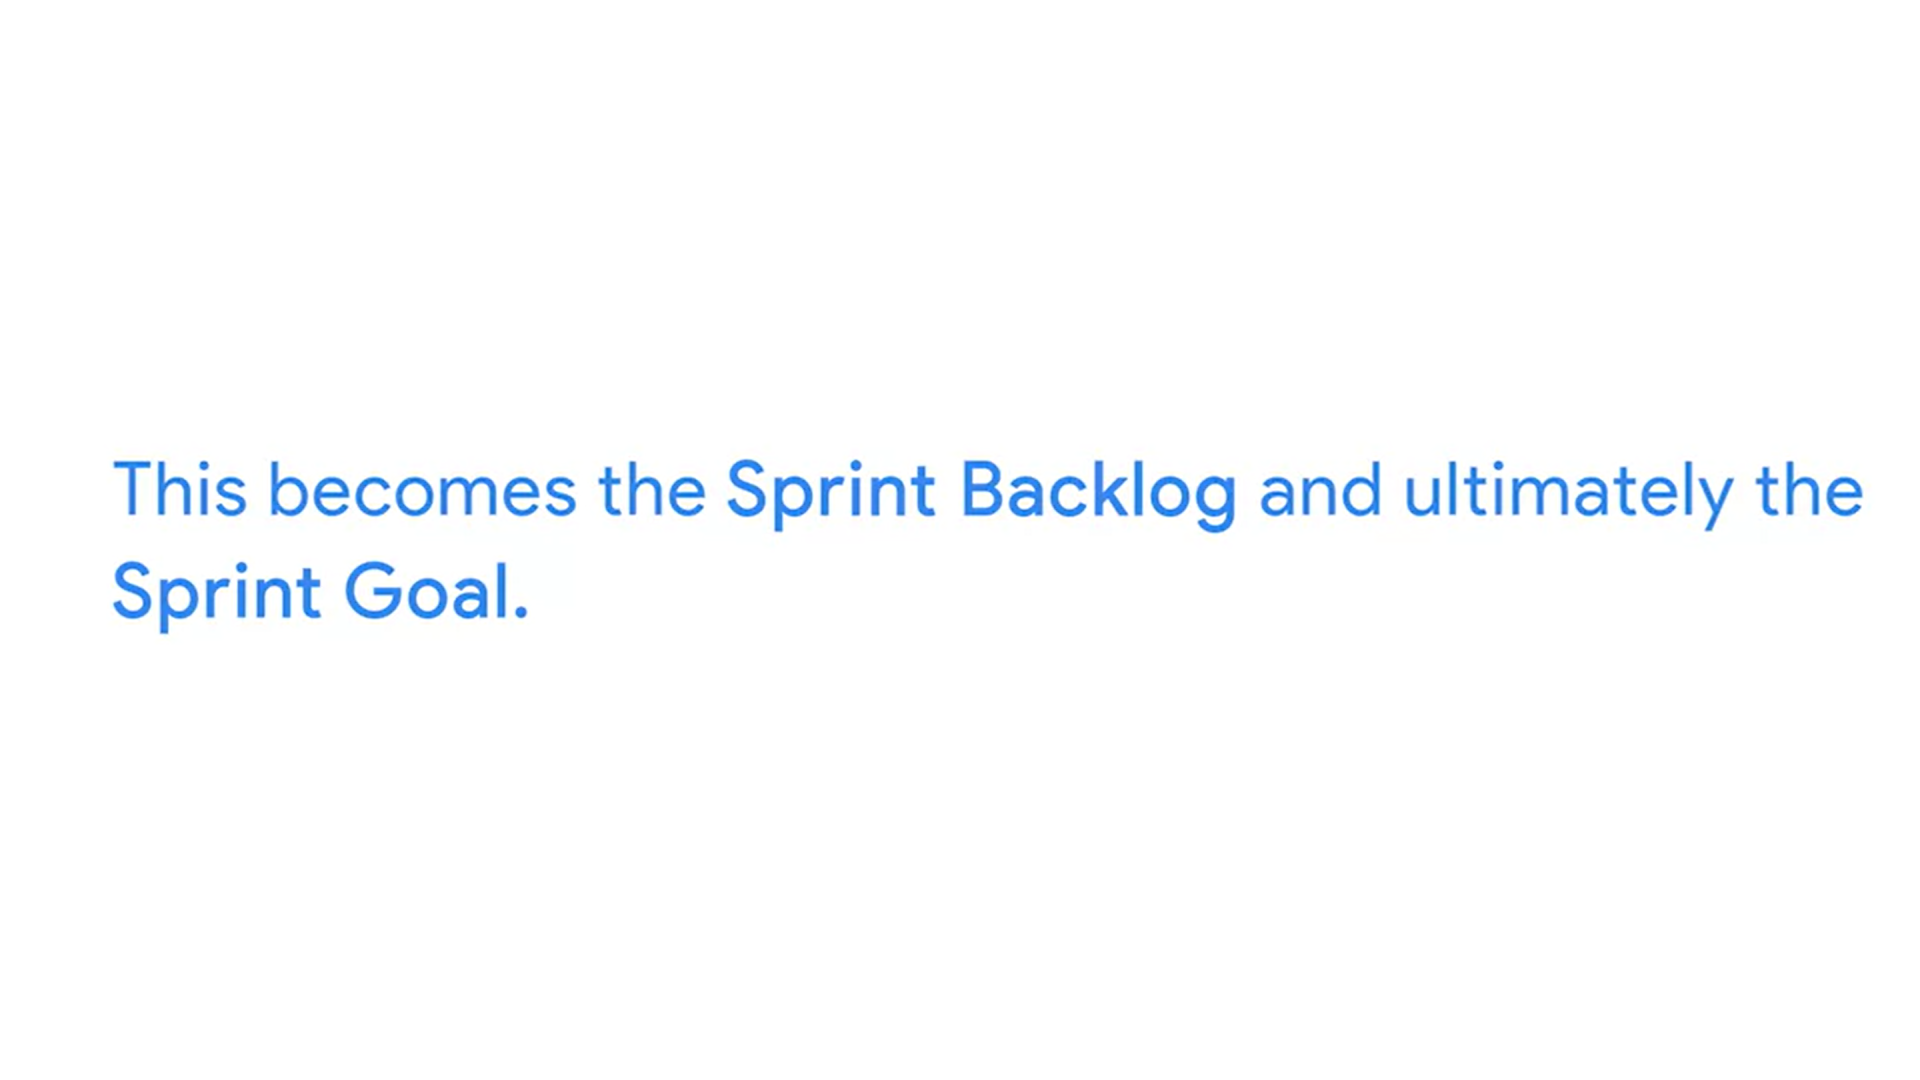 This becomes the Sprint Backlog and ultimately the
Sprint Goal.